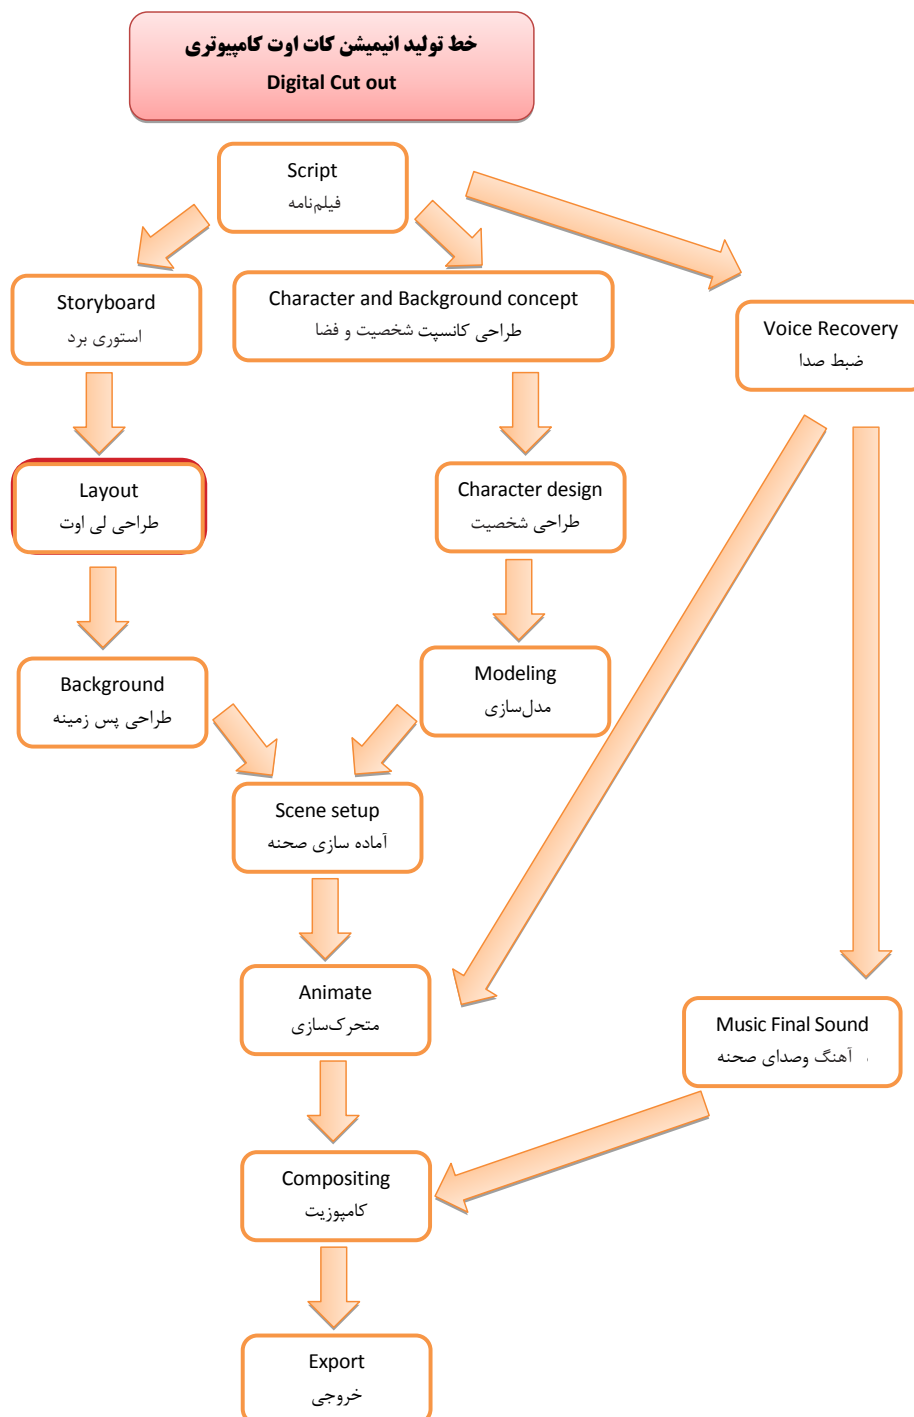 خط تولید انیمیشن کات اوت کامپیوتری
Digital Cut out
Script
فیلم‌نامه
Storyboard
استوری برد
Character and Background concept
طراحی کانسپت شخصیت و فضا
Voice Recovery
ضبط صدا
Layout
طراحی لی اوت
Character design
طراحی شخصیت
Background
طراحی پس زمینه
Modeling
مدل‌سازی
Scene setup
آماده سازی صحنه
Animate
متحرک‌سازی
Music Final Sound
آهنگ وصدای صحنه
Compositing
کامپوزیت
Export
خروجی